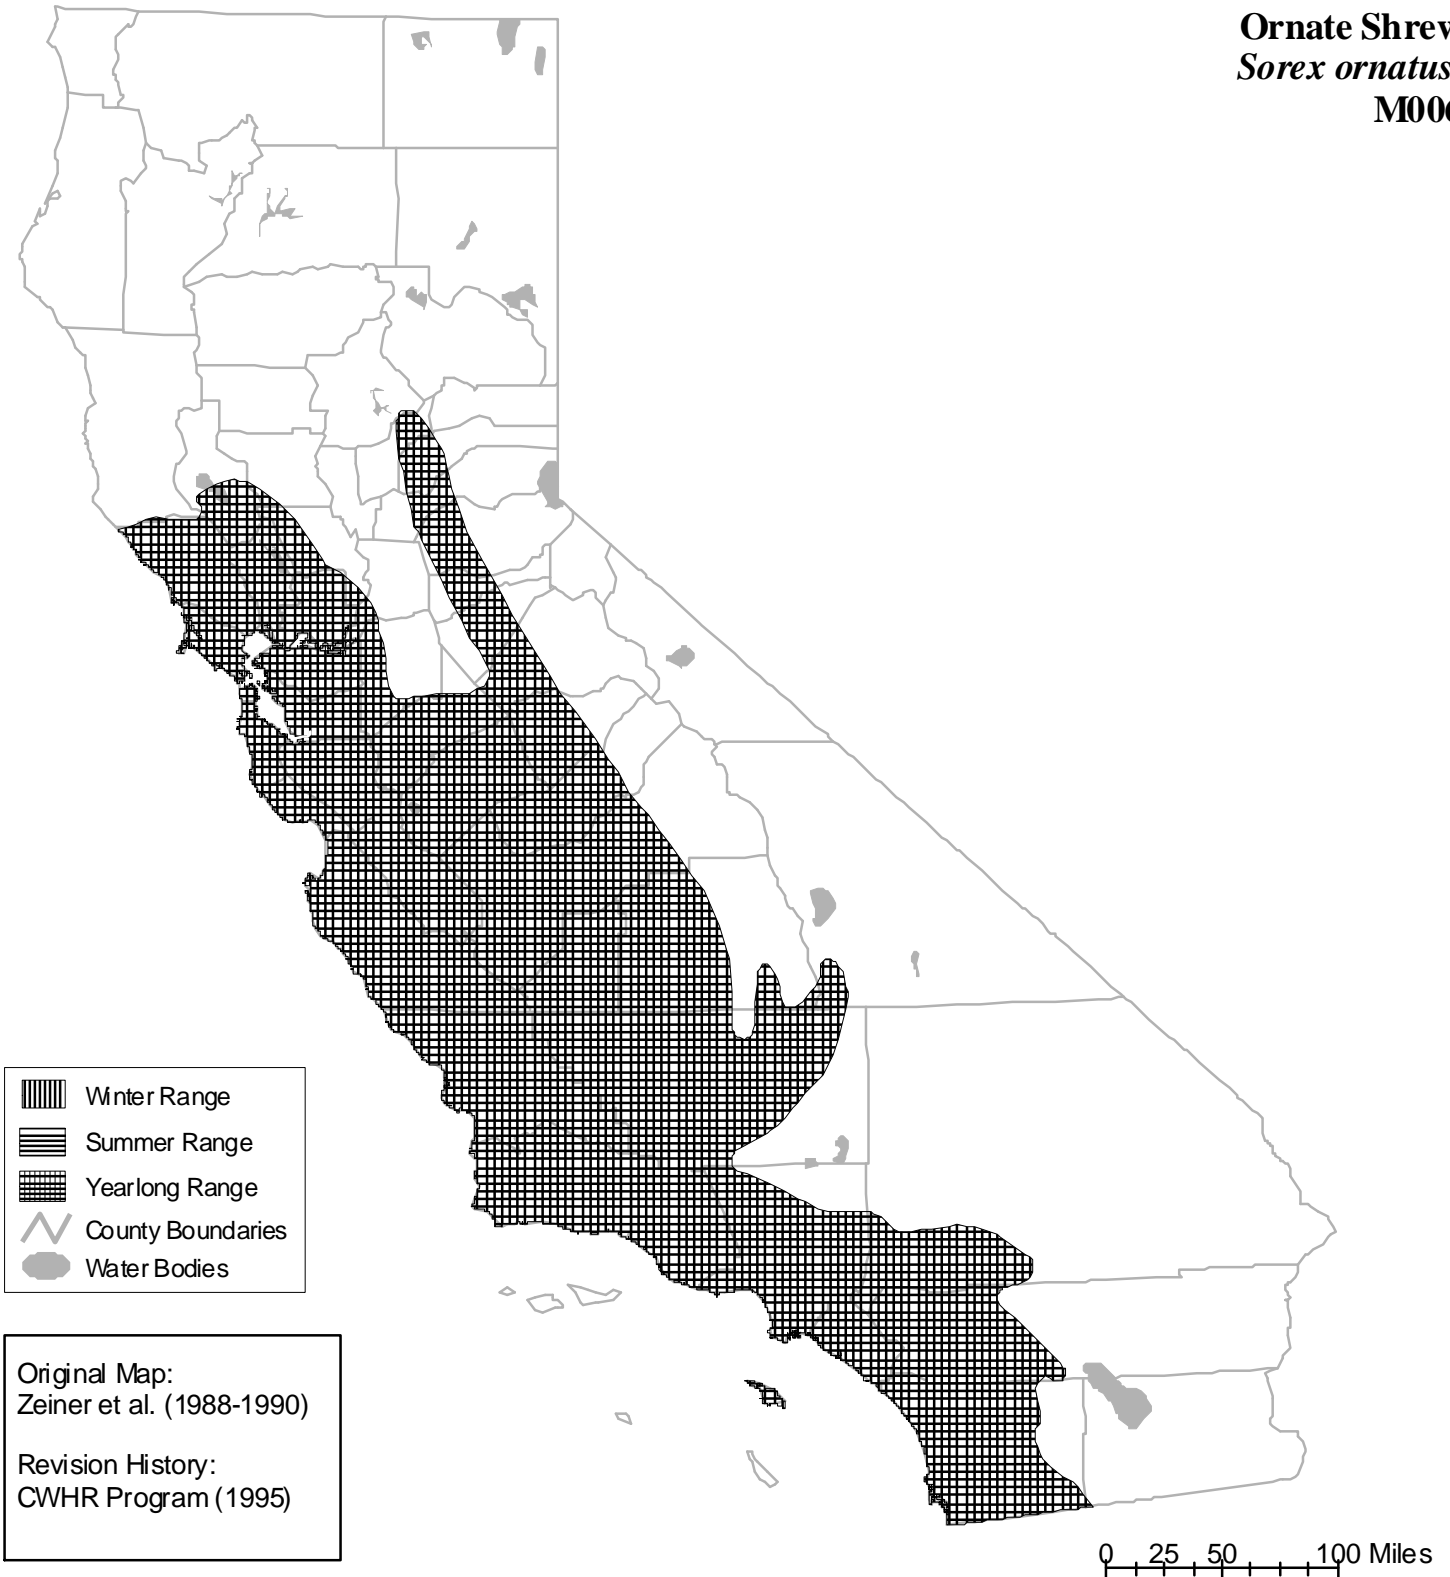 Ornate Shrew
Sorex ornatus
M006
Winter Range
Summer Range
Yearlong Range
County Boundaries
Water Bodies
Original Map:
Zeiner et al. (1988-1990)
Revision History:
CWHR Program (1995)
0 25 50 100 Miles